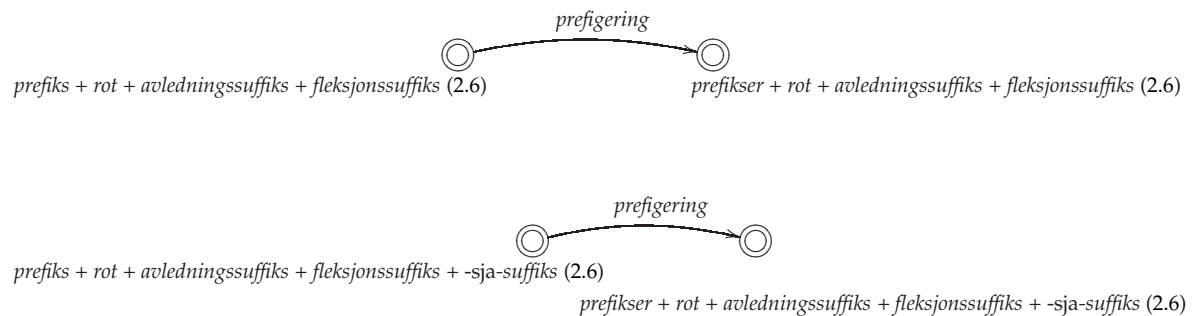 prefigering
prefiks + rot + avledningssuffiks + fleksjonssuffiks (2.6)
prefikser + rot + avledningssuffiks + fleksjonssuffiks (2.6)
prefigering
prefiks + rot + avledningssuffiks + fleksjonssuffiks + -sja-suffiks (2.6)
prefikser + rot + avledningssuffiks + fleksjonssuffiks + -sja-suffiks (2.6)